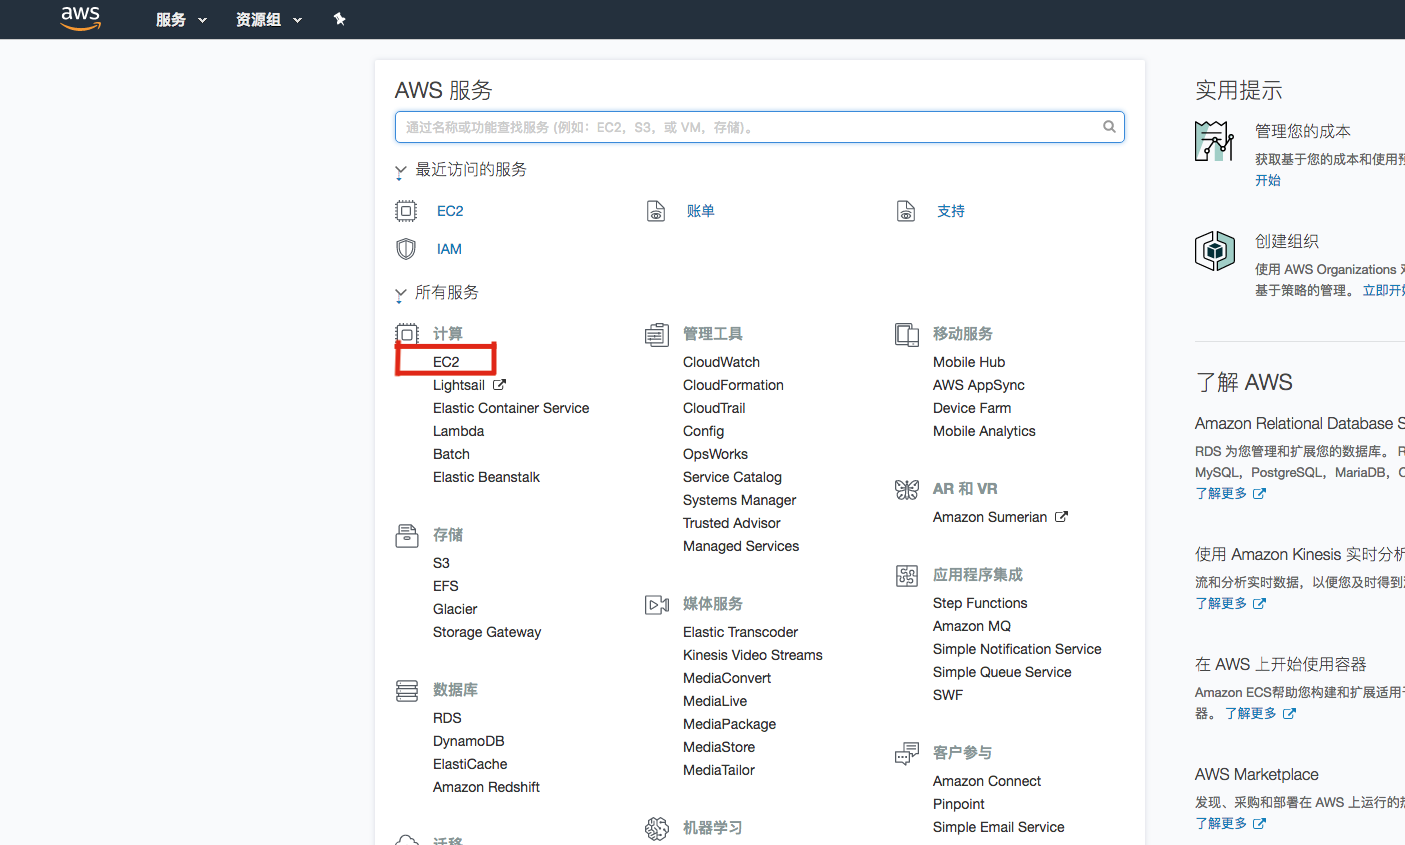 aws 服务 资源组
AWS 服务
通过名称或功能查找服务 (例如：EC2，S3，或 VM，存储)。
最近访问的服务
EC2 账单 支持
IAM
所有服务
计算
EC2
Lightsail
Elastic Container Service
Lambda
Batch
Elastic Beanstalk
存储
S3
EFS
Glacier
Storage Gateway
数据库
RDS
DynamoDB
ElastiCache
Amazon Redshift
迁移
管理工具
CloudWatch
CloudFormation
CloudTrail
Config
OpsWorks
Service Catalog
Systems Manager
Trusted Advisor
Managed Services
媒体服务
Elastic Transcoder
Kinesis Video Streams
MediaConvert
MediaLive
MediaPackage
MediaStore
MediaTailor
机器学习
移动服务
Mobile Hub
AWS AppSync
Device Farm
Mobile Analytics
AR 和 VR
Amazon Sumerian
应用程序集成
Step Functions
Amazon MQ
Simple Notification Service
Simple Queue Service
SWF
客户参与
Amazon Connect
Pinpoint
Simple Email Service
实用提示
管理您的成本
获取基于您的成本和使用预
开始
创建组织
使用 AWS Organizations 对
基于策略的管理。 立即开始
了解 AWS
Amazon Relational Database S
RDS 为您管理和扩展您的数据库。 R
MySQL，PostgreSQL，MariaDB，O
了解更多
使用 Amazon Kinesis 实时分析
流和分析实时数据，以便您及时得到
了解更多
在 AWS 上开始使用容器
Amazon ECS帮助您构建和扩展适用于
器。 了解更多
AWS Marketplace
发现、采购和部署在 AWS 上运行的热
了解更多